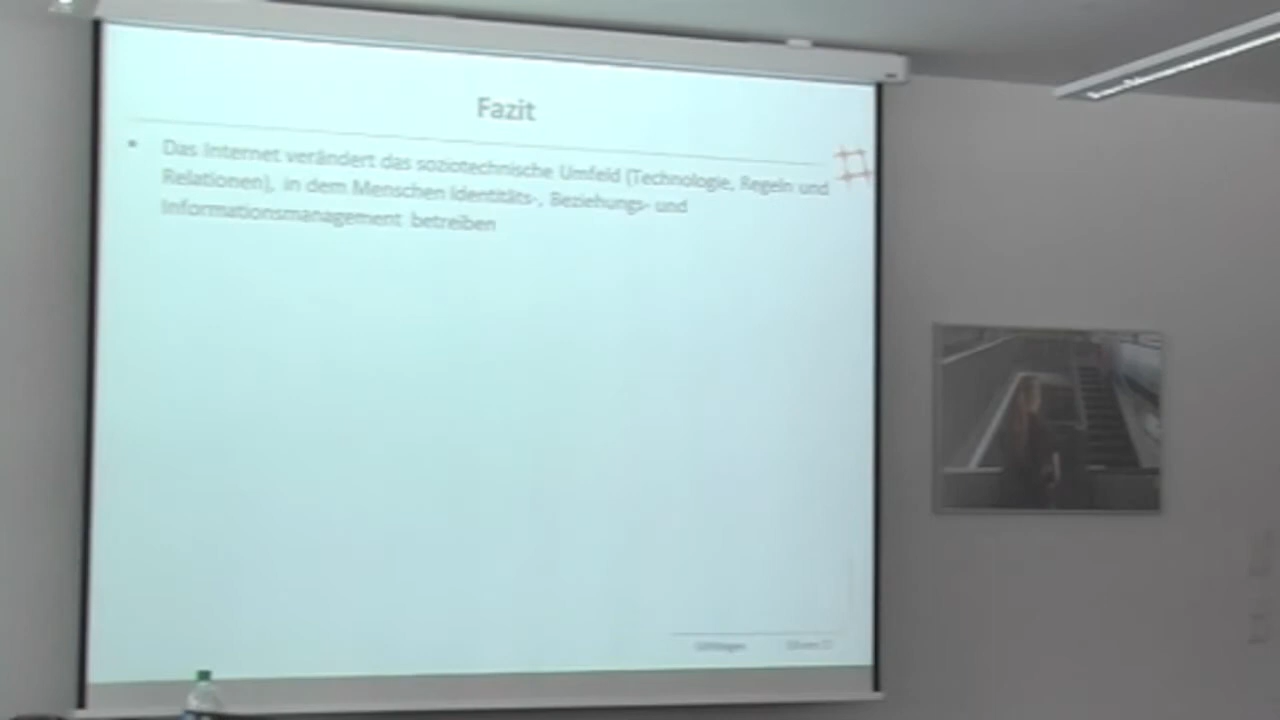 Fazit
Das Internet verändert das soziotechnische Umfeld (Technologie, Regeln und
Relationen), in dem Menschen Identitäts-, Beziehungs- und
Informationsmanagement betreiben